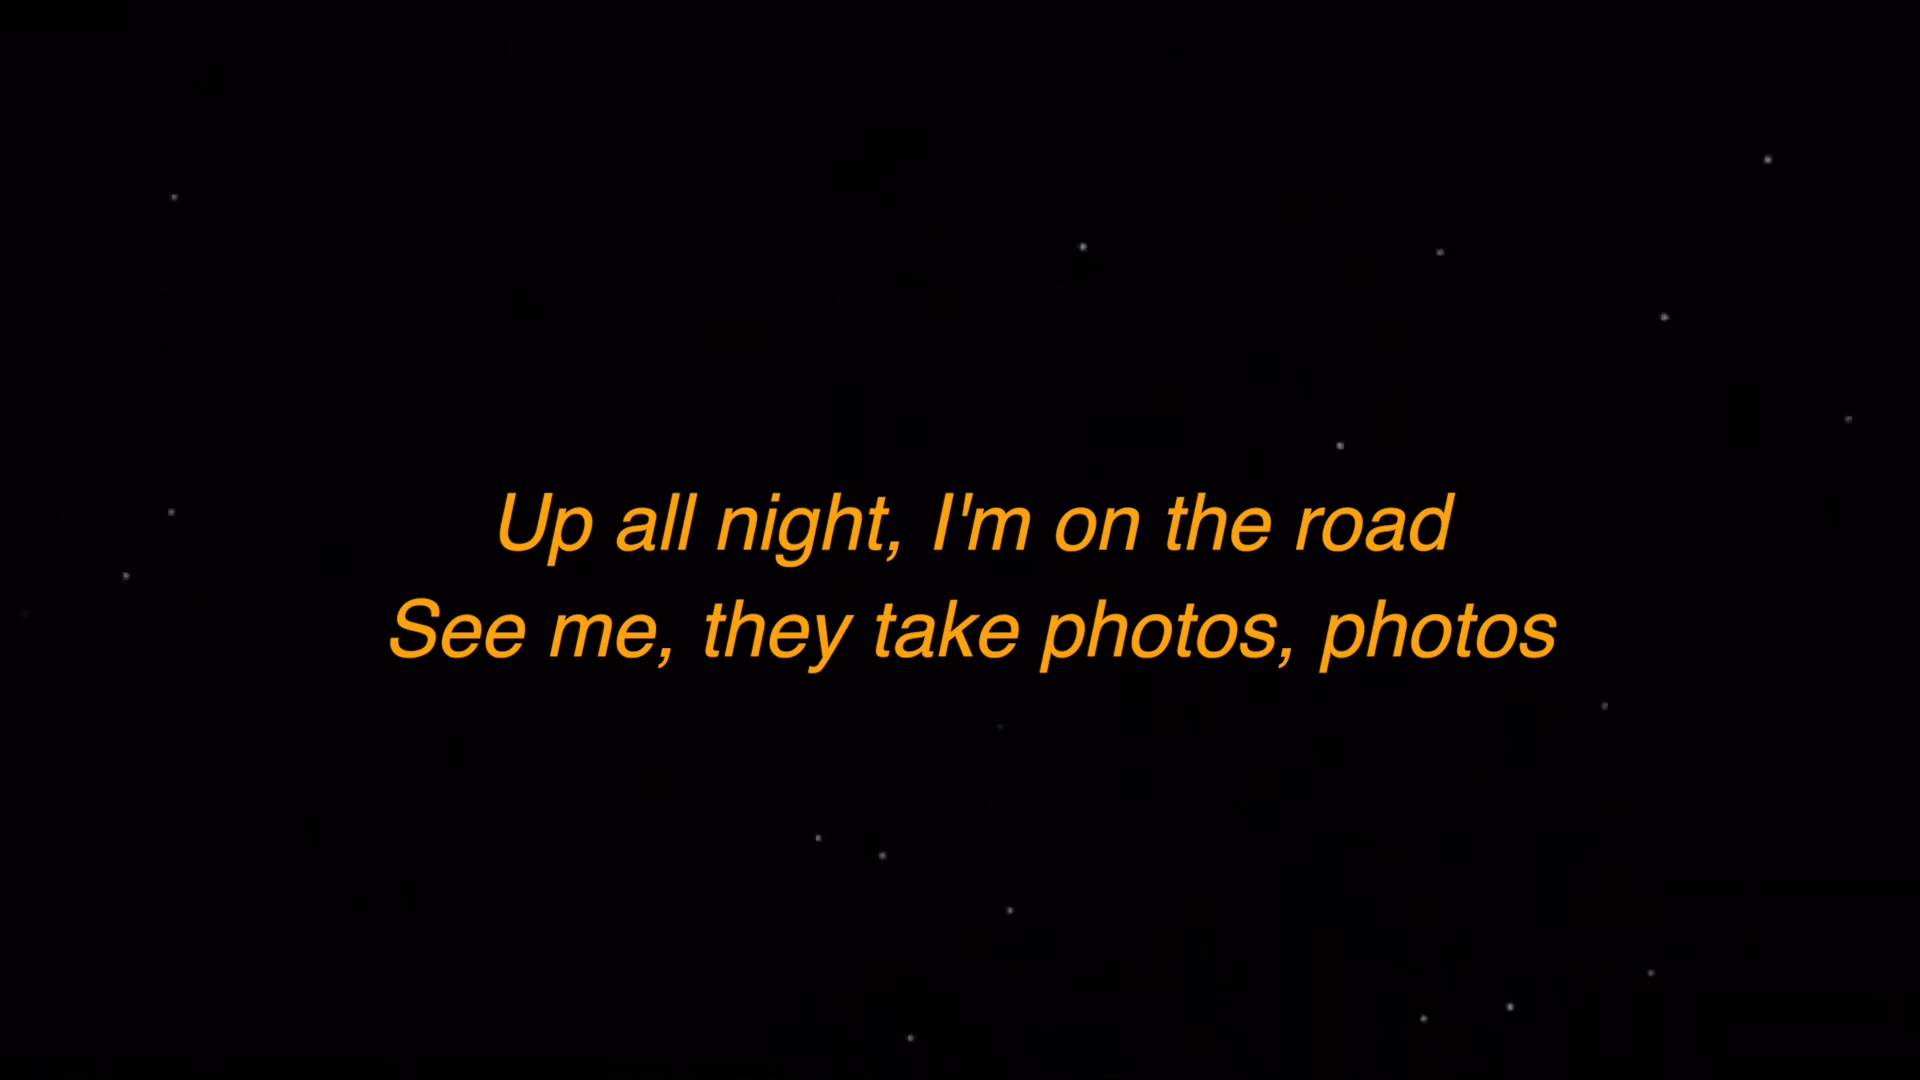 Up all night, I'm on the road
See me, they take photos, photos